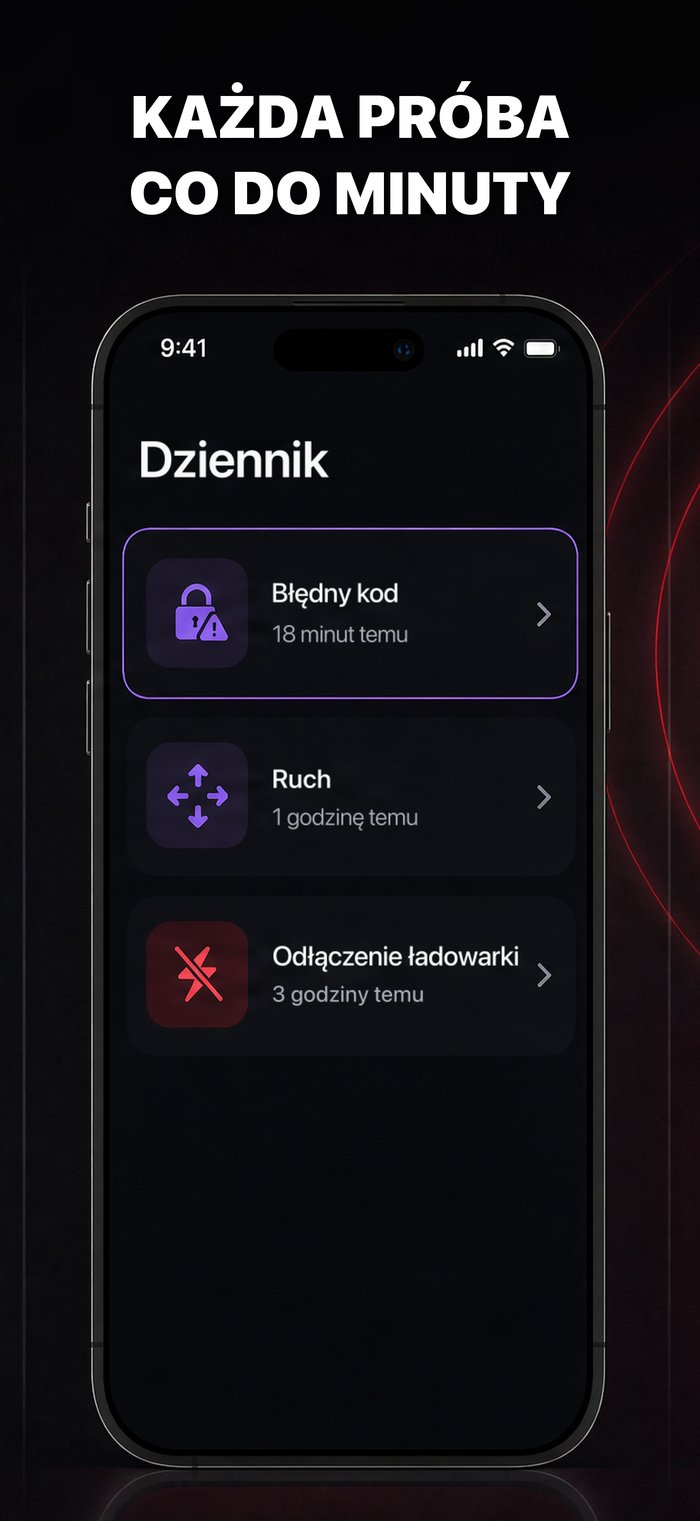 KAŻDA PRÓBA
CO DO MINUTY
9:41
Dziennik
Błędny kod
18 minut temu
Ruch
1 godzinę temu
Odłączenie ładowarki
3 godziny temu